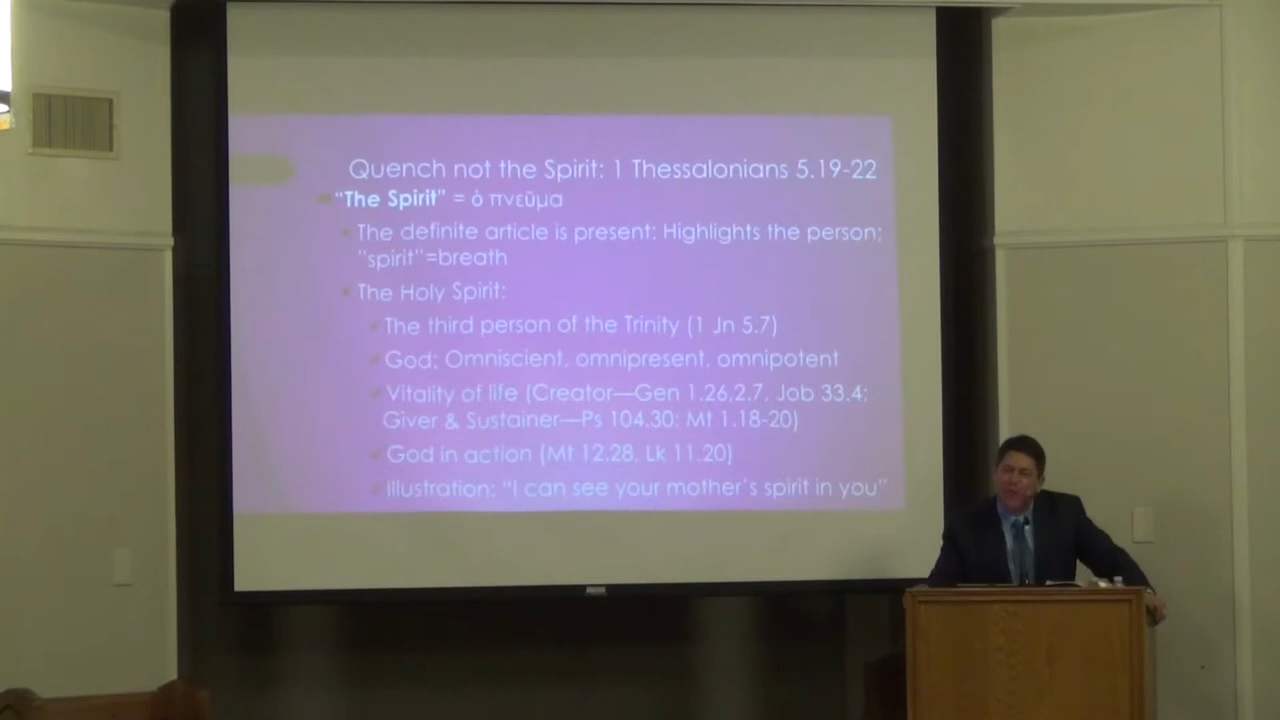 Quench not the Spirit: 1 Thessalonians 5.19-22
“The Spirit” = ὁ πνεῦμα
The definite article is present: Highlights the person;
“spirit”=breath
The Holy Spirit:
The third person of the Trinity (1 Jn 5.7)
God: Omniscient, omnipresent, omnipotent
Vitality of life (Creator—Gen 1.26,2.7, Job 33.4;
Giver & Sustainer—Ps 104.30; Mt 1.18-20)
God in action (Mt 12.28, Lk 11.20)
Illustration: “I can see your mother’s spirit in you”